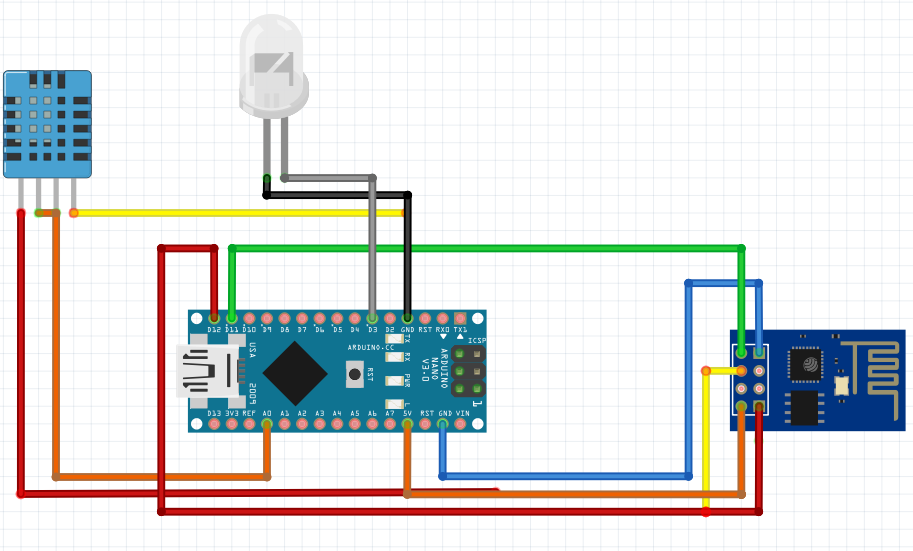 D12 D11 D10 D9 D8 D7 D6 D5 D4 D3 D2 GND RST RX0 TX1
USA
2009
ARDUINO.CC
RST
TX
RX
PWR
L
ARDUINO
NANO
V3.0
ICSP
1
D13 3V3 REF A0 A1 A2 A3 A4 A5 A6 A7 5V RST GND VIN